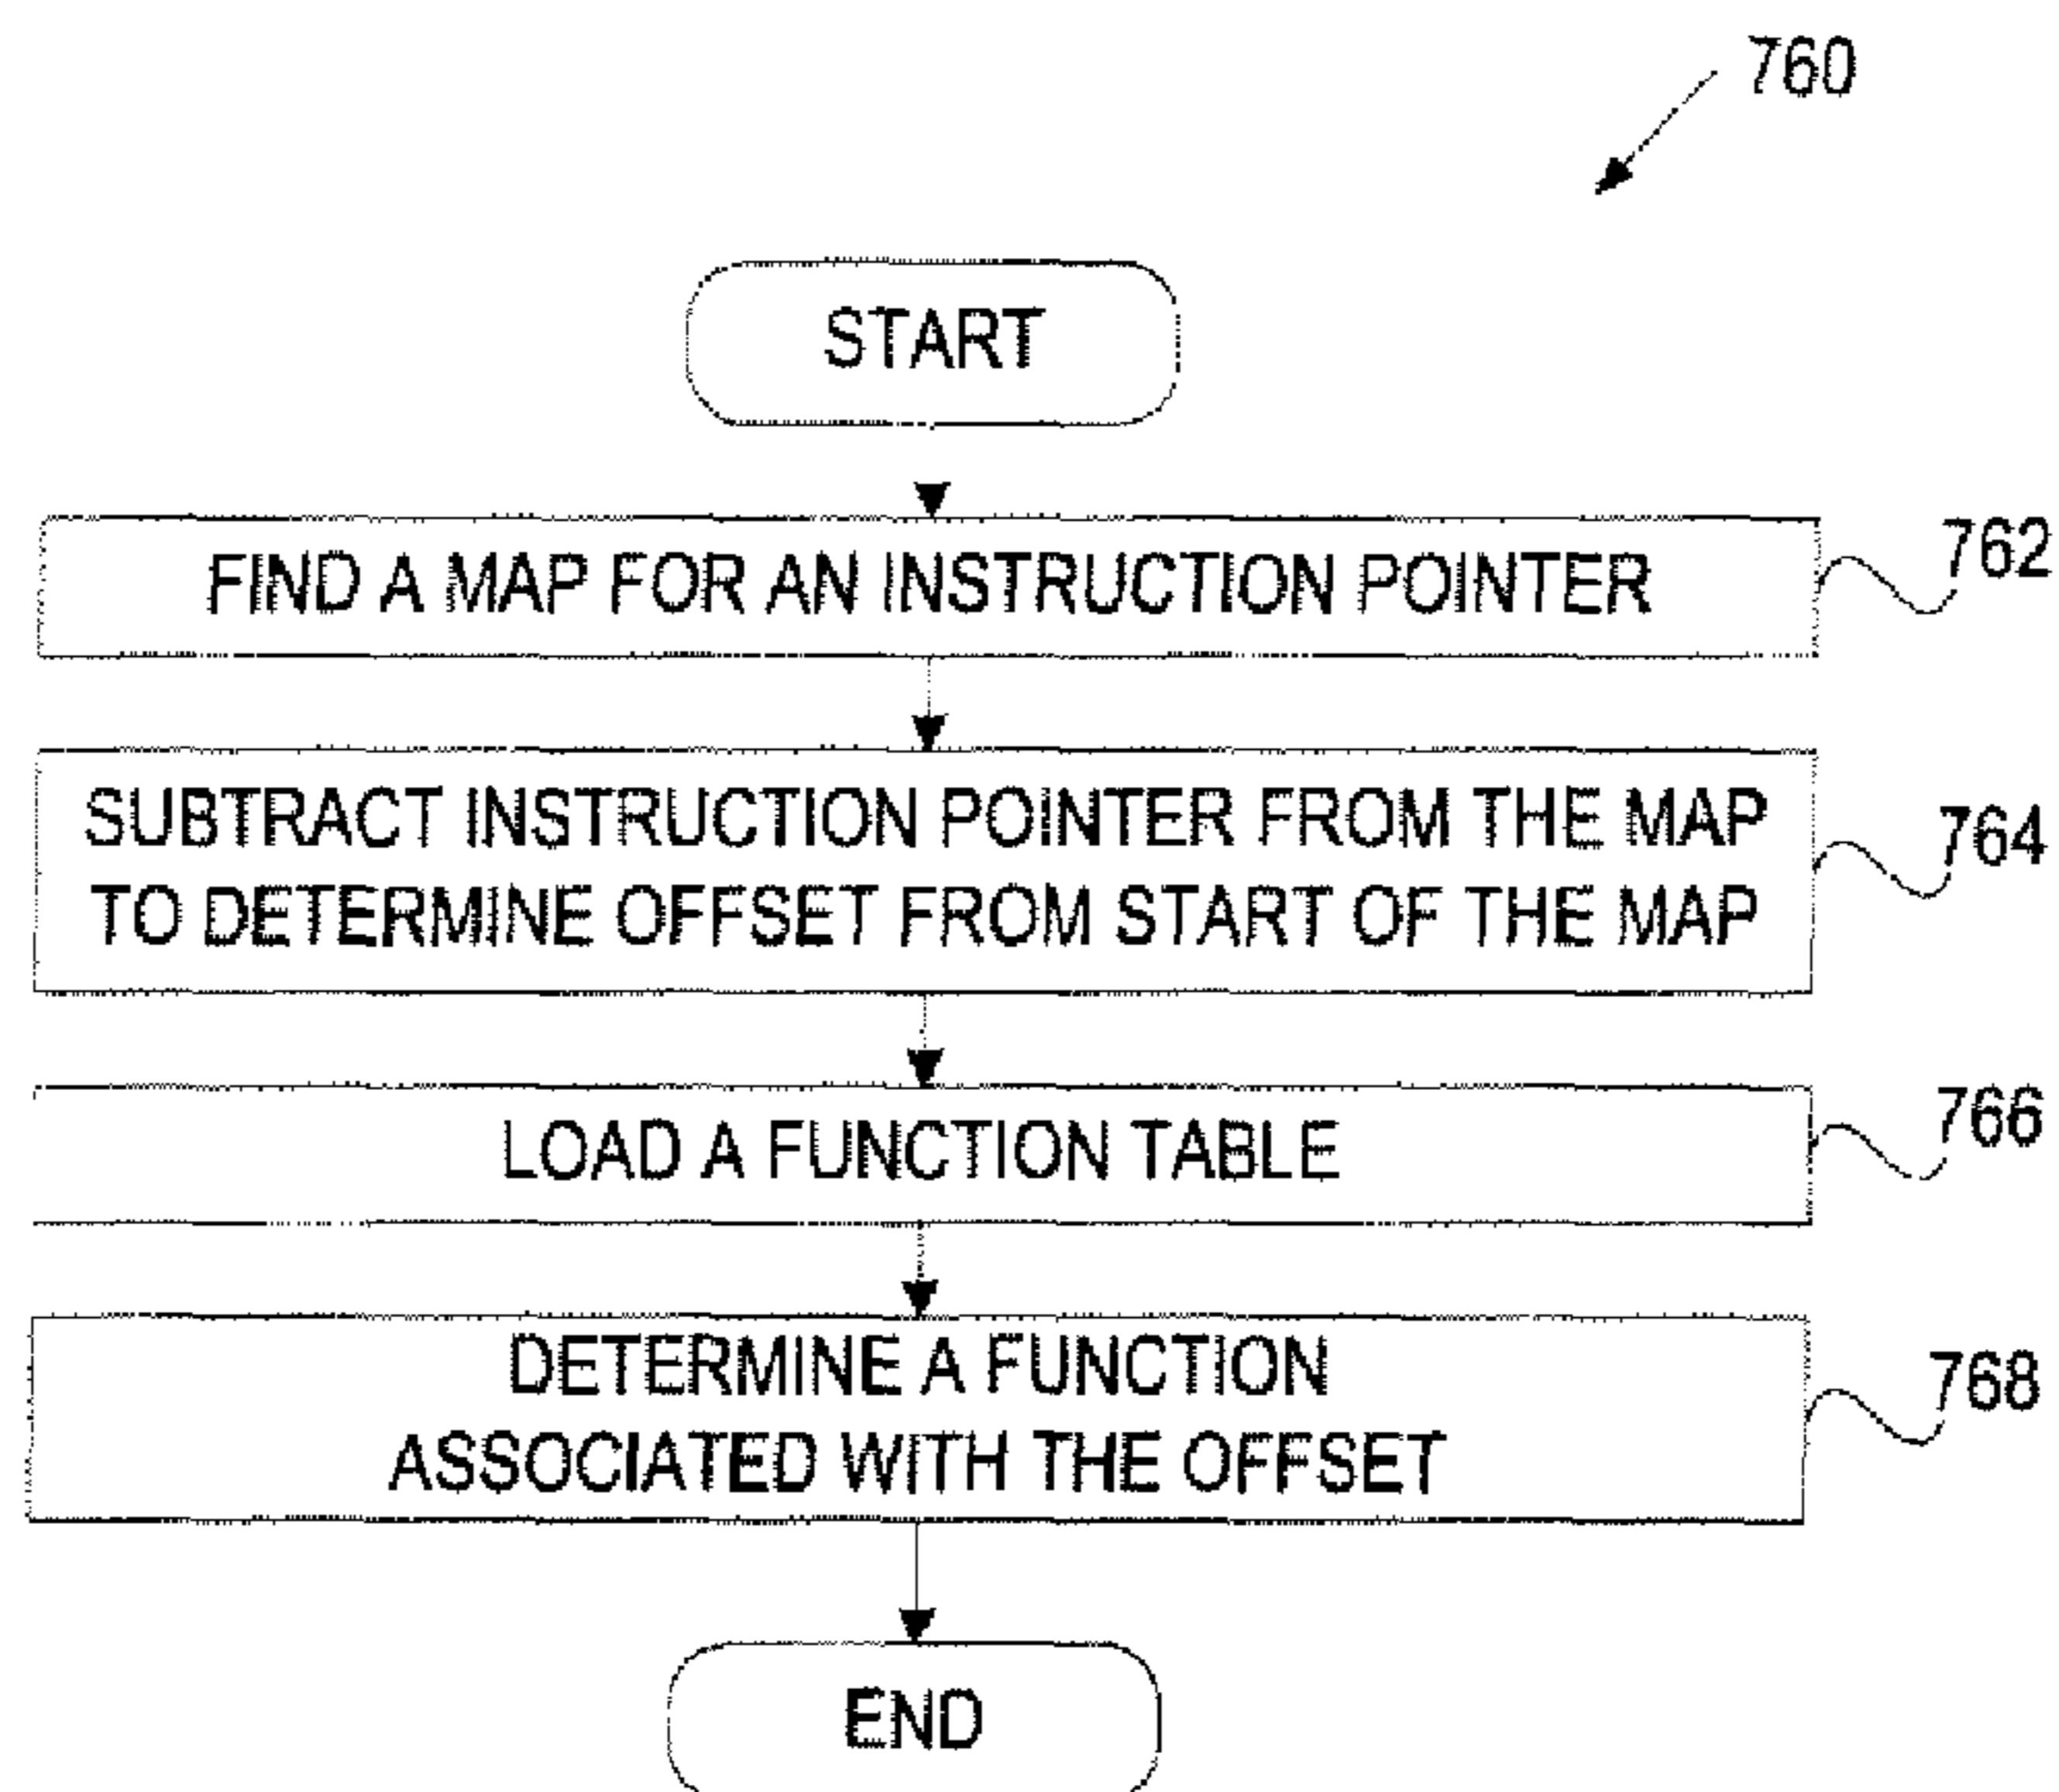 760
START
FIND A MAP FOR AN INSTRUCTION POINTER
762
SUBTRACT INSTRUCTION POINTER FROM THE MAP
TO DETERMINE OFFSET FROM START OF THE MAP
764
LOAD A FUNCTION TABLE
766
DETERMINE A FUNCTION
ASSOCIATED WITH THE OFFSET
768
END